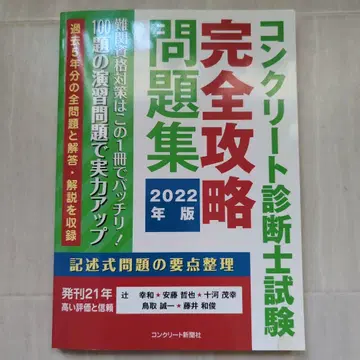 コンクリート診断士試験
完全攻略
問題集
2022
年版
難関資格対策はこの1冊でバッチリ!
100題の演習問題で実力アップ
過去5年分の全問題と解答・解説を収録
記述式問題の要点整理
発刊21年
高い評価と信頼
辻 幸和★安藤 哲也★十河 茂幸
鳥取 誠一★藤井 和俊
コンクリート新聞社